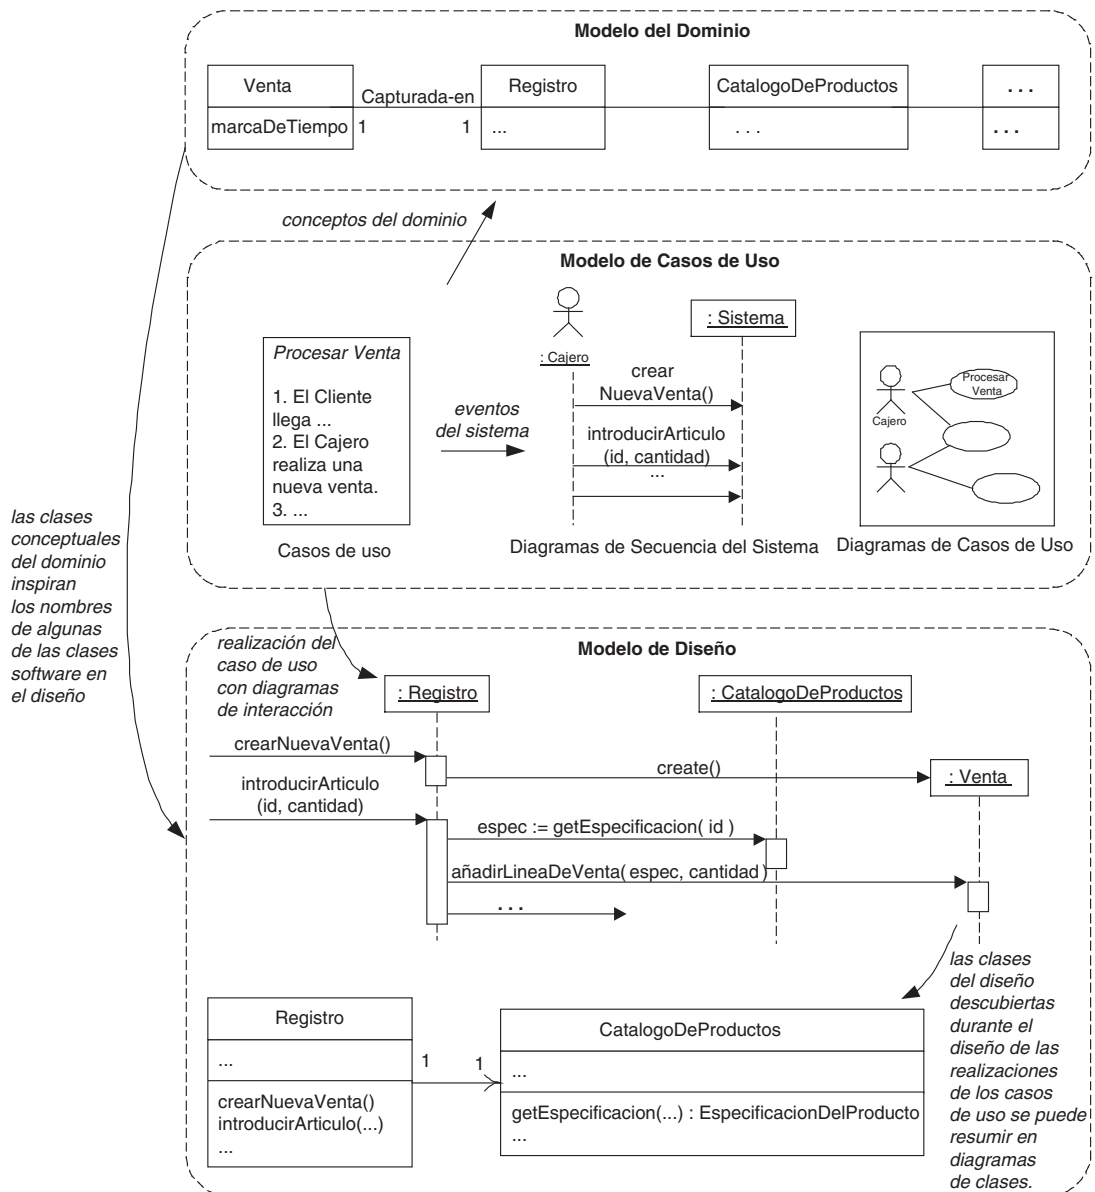 Modelo del Dominio
Venta
marcaDeTiempo
Capturada-en
1
1
Registro
...
CatalogoDeProductos
. . .
. . .
. . .
conceptos del dominio
Modelo de Casos de Uso
Procesar Venta
1. El Cliente
llega ...
2. El Cajero
realiza una
nueva venta.
3. ...
Casos de uso
eventos
del sistema
: Cajero
: Sistema
crear
NuevaVenta()
introducirArticulo
(id, cantidad)
...
Diagramas de Secuencia del Sistema
Cajero
Procesar
Venta
Diagramas de Casos de Uso
las clases
conceptuales
del dominio
inspiran
los nombres
de algunas
de las clases
software en
el diseño
Modelo de Diseño
realización del
caso de uso
con diagramas
de interacción
: Registro
: CatalogoDeProductos
crearNuevaVenta()
create()
: Venta
introducirArticulo
(id, cantidad)
espec := getEspecificacion( id )
añadirLineaDeVenta( espec, cantidad )
. . .
las clases
del diseño
descubiertas
durante el
diseño de las
realizaciones
de los casos
de uso se puede
resumir en
diagramas
de clases.
Registro
...
crearNuevaVenta()
introducirArticulo(...)
...
1
1
CatalogoDeProductos
...
getEspecificacion(...) : EspecificacionDelProducto
...